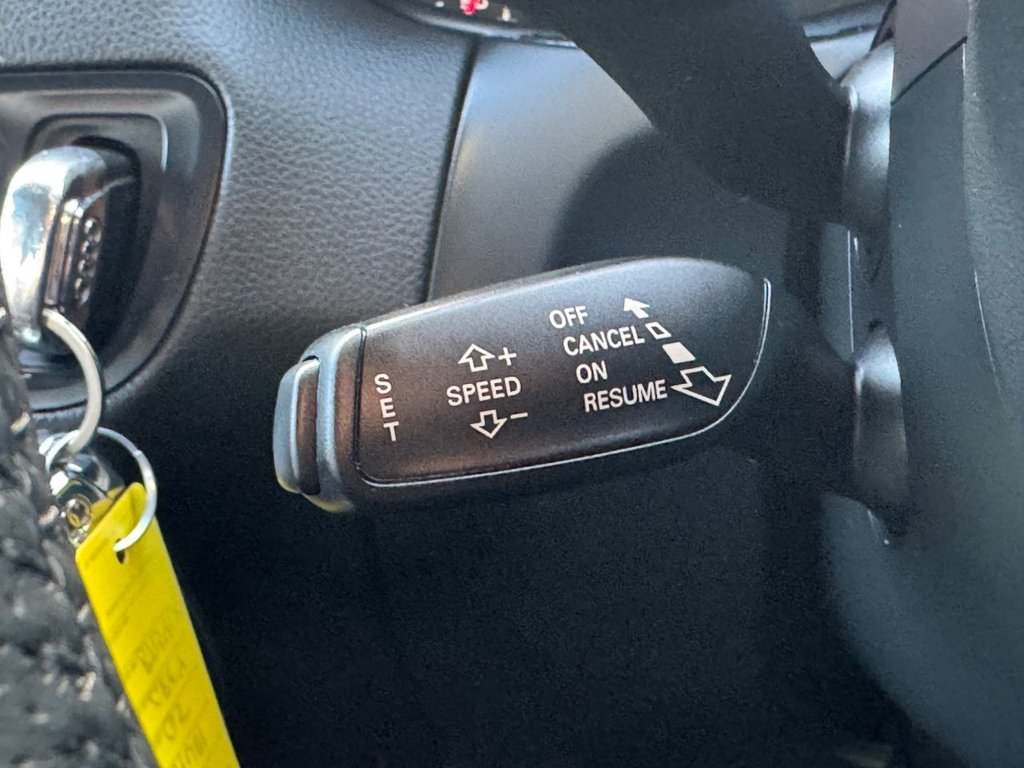 OFF
CANCEL
ON
RESUME
+
SPEED
−
SET